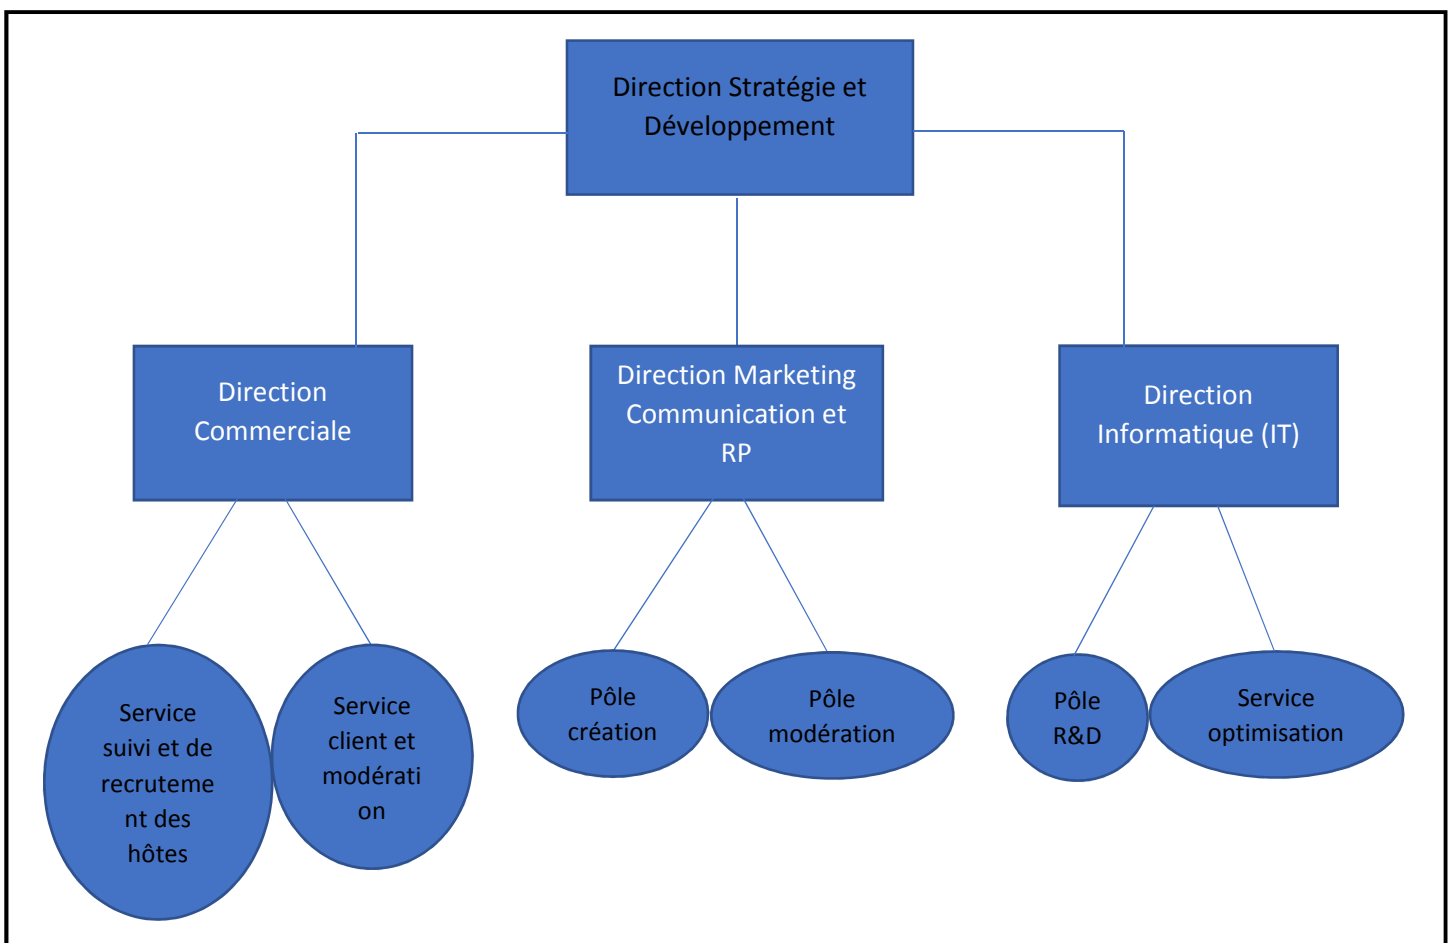 Direction Stratégie et
Développement
Direction
Commerciale
Direction Marketing
Communication et
RP
Direction
Informatique (IT)
Service
suivi et de
recruteme
nt des
hôtes
Service
client et
modérati
on
Pôle
création
Pôle
modération
Pôle
R&D
Service
optimisation